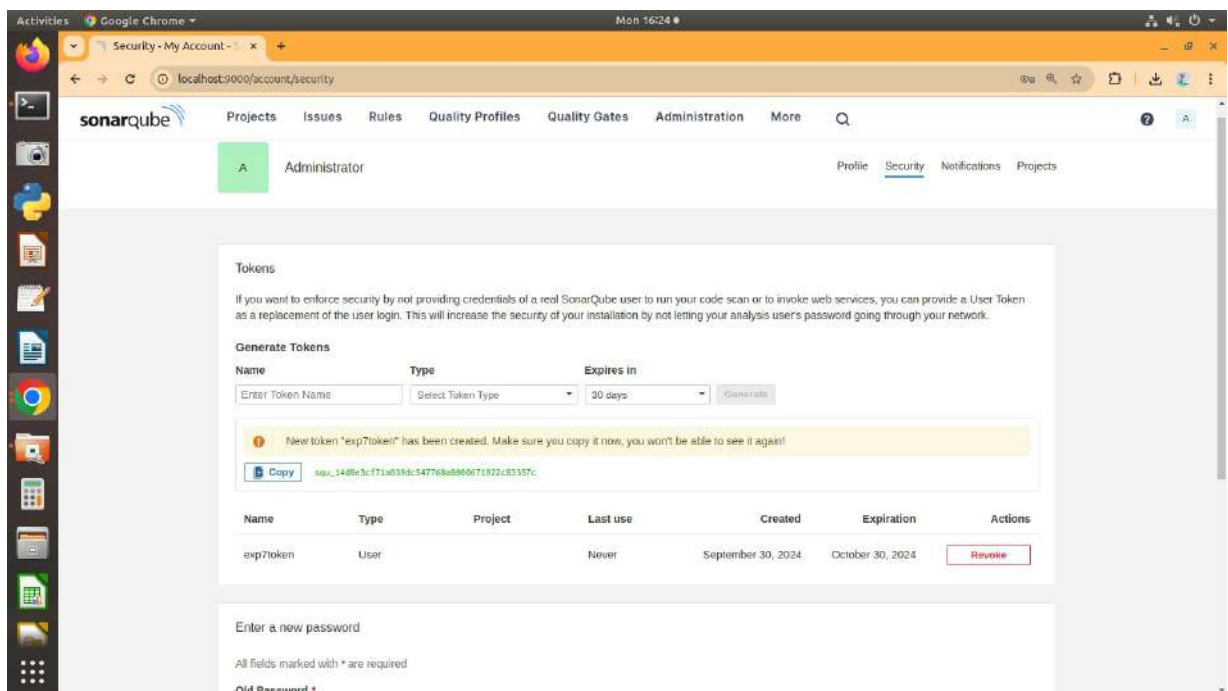 Activities Google Chrome Mon 16:24
Security - My Account - S
localhost:9000/account/security
sonarqube Projects Issues Rules Quality Profiles Quality Gates Administration More A
A Administrator Profile Security Notifications Projects
Tokens
If you want to enforce security by not providing credentials of a real SonarQube user to run your code scan or to invoke web services, you can provide a User Token
as a replacement of the user login. This will increase the security of your installation by not letting your analysis user's password going through your network.
Generate Tokens
Name Type Expires in
Enter Token Name Select Token Type 30 days Generate
New token "exp7token" has been created. Make sure you copy it now, you won't be able to see it again!
Copy
Name Type Project Last use Created Expiration Actions
exp7token User Never September 30, 2024 October 30, 2024 Revoke
Enter a new password
All fields marked with * are required
Old Password *